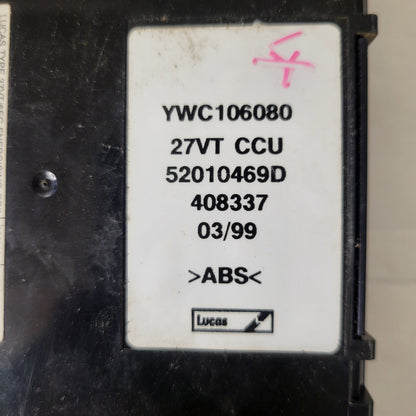 YWC106080
27VT CCU
52010469D
408337
03/99
>ABS<
Lucas